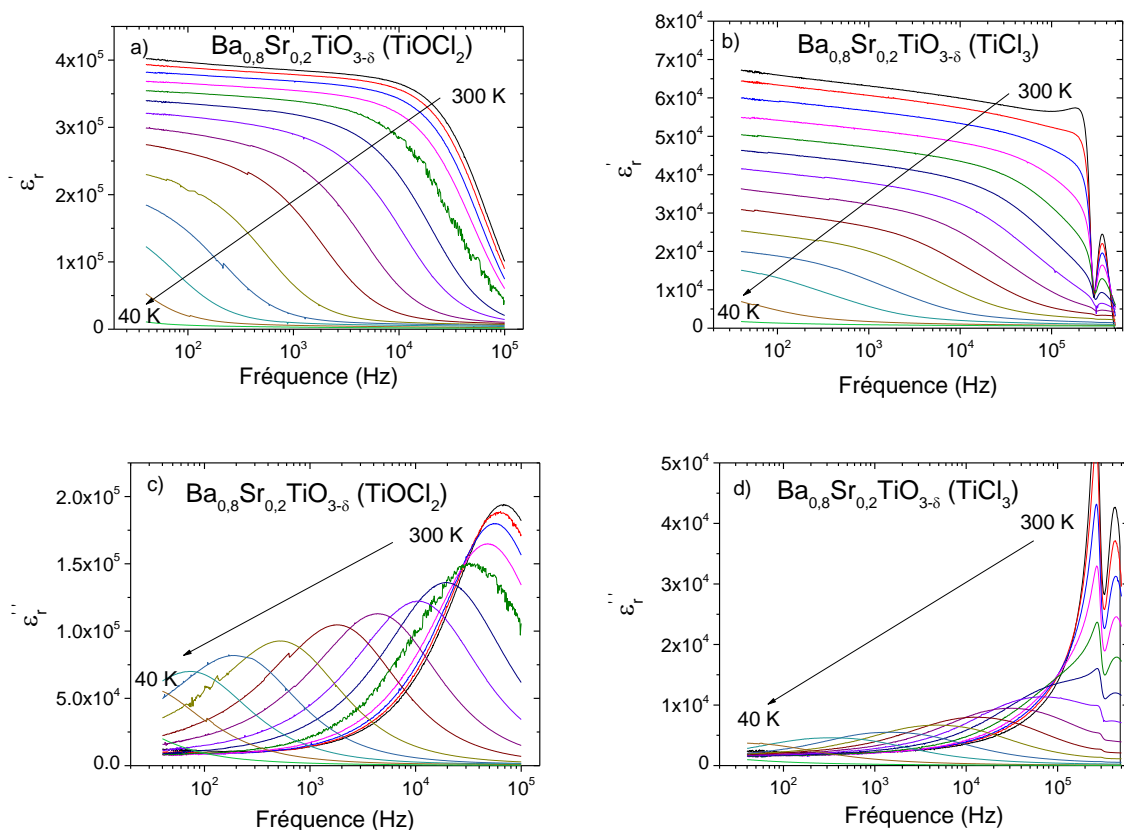 a) Ba0,8Sr0,2TiO3-δ (TiOCl2)
4x10^5
3x10^5
2x10^5
1x10^5
0
εr'
300 K
40 K
10^2 10^3 10^4 10^5
Fréquence (Hz)
b) Ba0,8Sr0,2TiO3-δ (TiCl3)
8x10^4
7x10^4
6x10^4
5x10^4
4x10^4
3x10^4
2x10^4
1x10^4
0
εr'
300 K
40 K
10^2 10^3 10^4 10^5
Fréquence (Hz)
c) Ba0,8Sr0,2TiO3-δ (TiOCl2)
2.0x10^5
1.5x10^5
1.0x10^5
5.0x10^4
0.0
εr''
300 K
40 K
10^2 10^3 10^4 10^5
Fréquence (Hz)
d) Ba0,8Sr0,2TiO3-δ (TiCl3)
5x10^4
4x10^4
3x10^4
2x10^4
1x10^4
0
εr''
300 K
40 K
10^2 10^3 10^4 10^5
Fréquence (Hz)